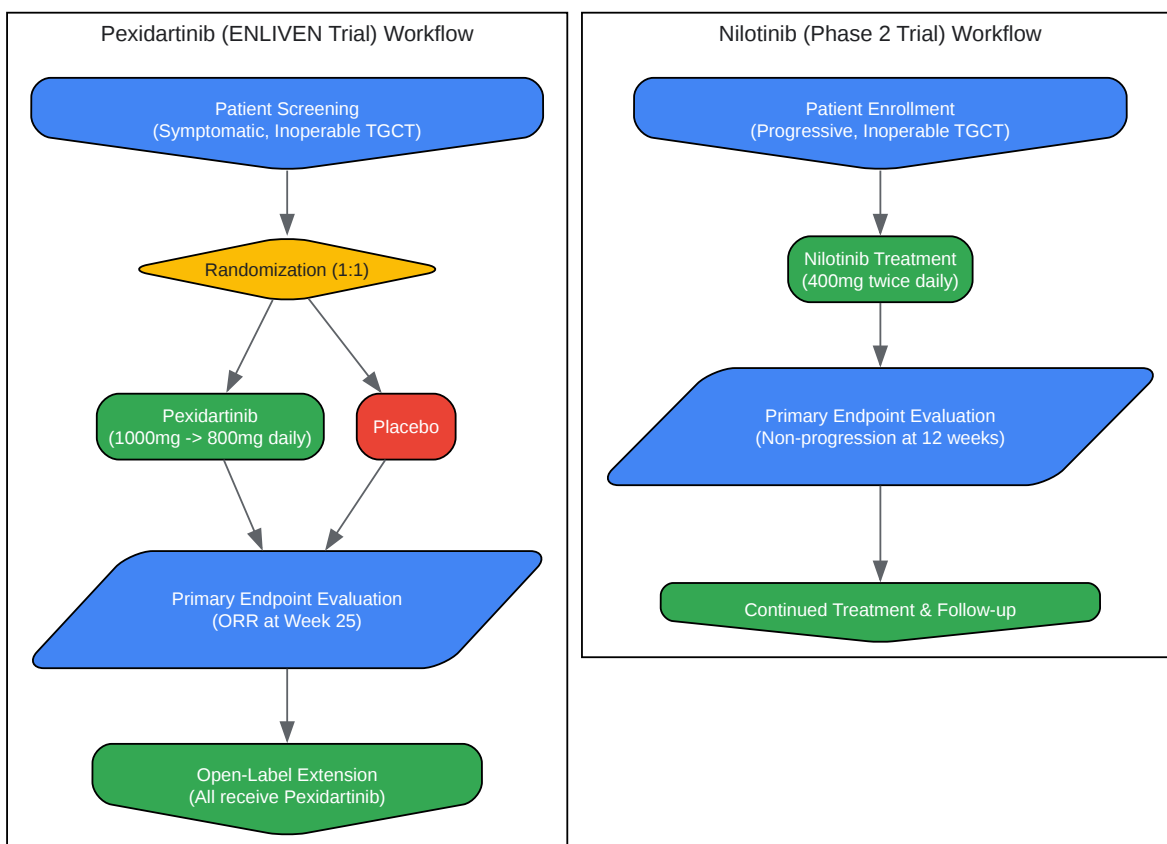 Pexidartinib (ENLIVEN Trial) Workflow
Patient Screening
(Symptomatic, Inoperable TGCT)
Randomization (1:1)
Pexidartinib
(1000mg -> 800mg daily)
Placebo
Primary Endpoint Evaluation
(ORR at Week 25)
Open-Label Extension
(All receive Pexidartinib)
Nilotinib (Phase 2 Trial) Workflow
Patient Enrollment
(Progressive, Inoperable TGCT)
Nilotinib Treatment
(400mg twice daily)
Primary Endpoint Evaluation
(Non-progression at 12 weeks)
Continued Treatment & Follow-up